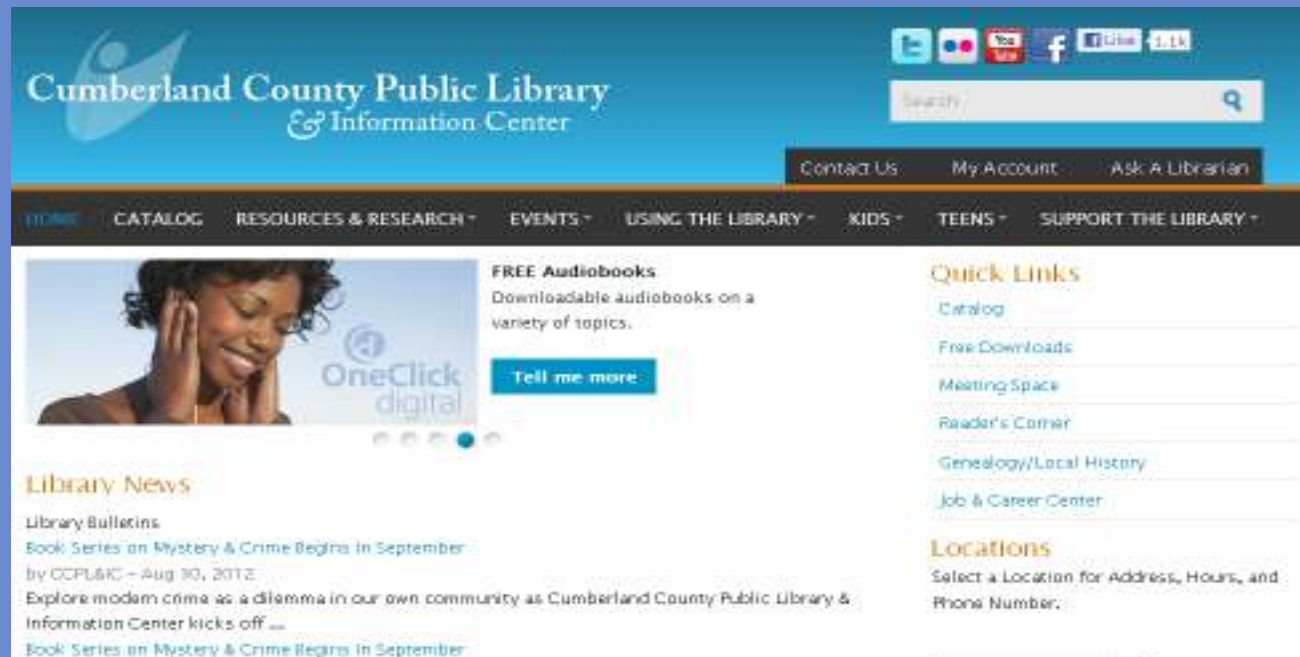 Cumberland County Public Library
& Information Center
You Tube
Like 1.1k
Search
Contact Us My Account Ask A Librarian
HOME CATALOG RESOURCES & RESEARCH EVENTS USING THE LIBRARY KIDS TEENS SUPPORT THE LIBRARY
OneClick
digital
FREE Audiobooks
Downloadable audiobooks on a
variety of topics.
Tell me more
Library News
Library Bulletins
Book Series on Mystery & Crime Begins in September
by CCPL&IC – Aug 30, 2012
Explore modern crime as a dilemma in our own community as Cumberland County Public Library &
Information Center kicks off ...
Book Series on Mystery & Crime Begins in September
Quick Links
Catalog
Free Downloads
Meeting Space
Reader's Corner
Genealogy/Local History
Job & Career Center
Locations
Select a Location for Address, Hours, and
Phone Number.